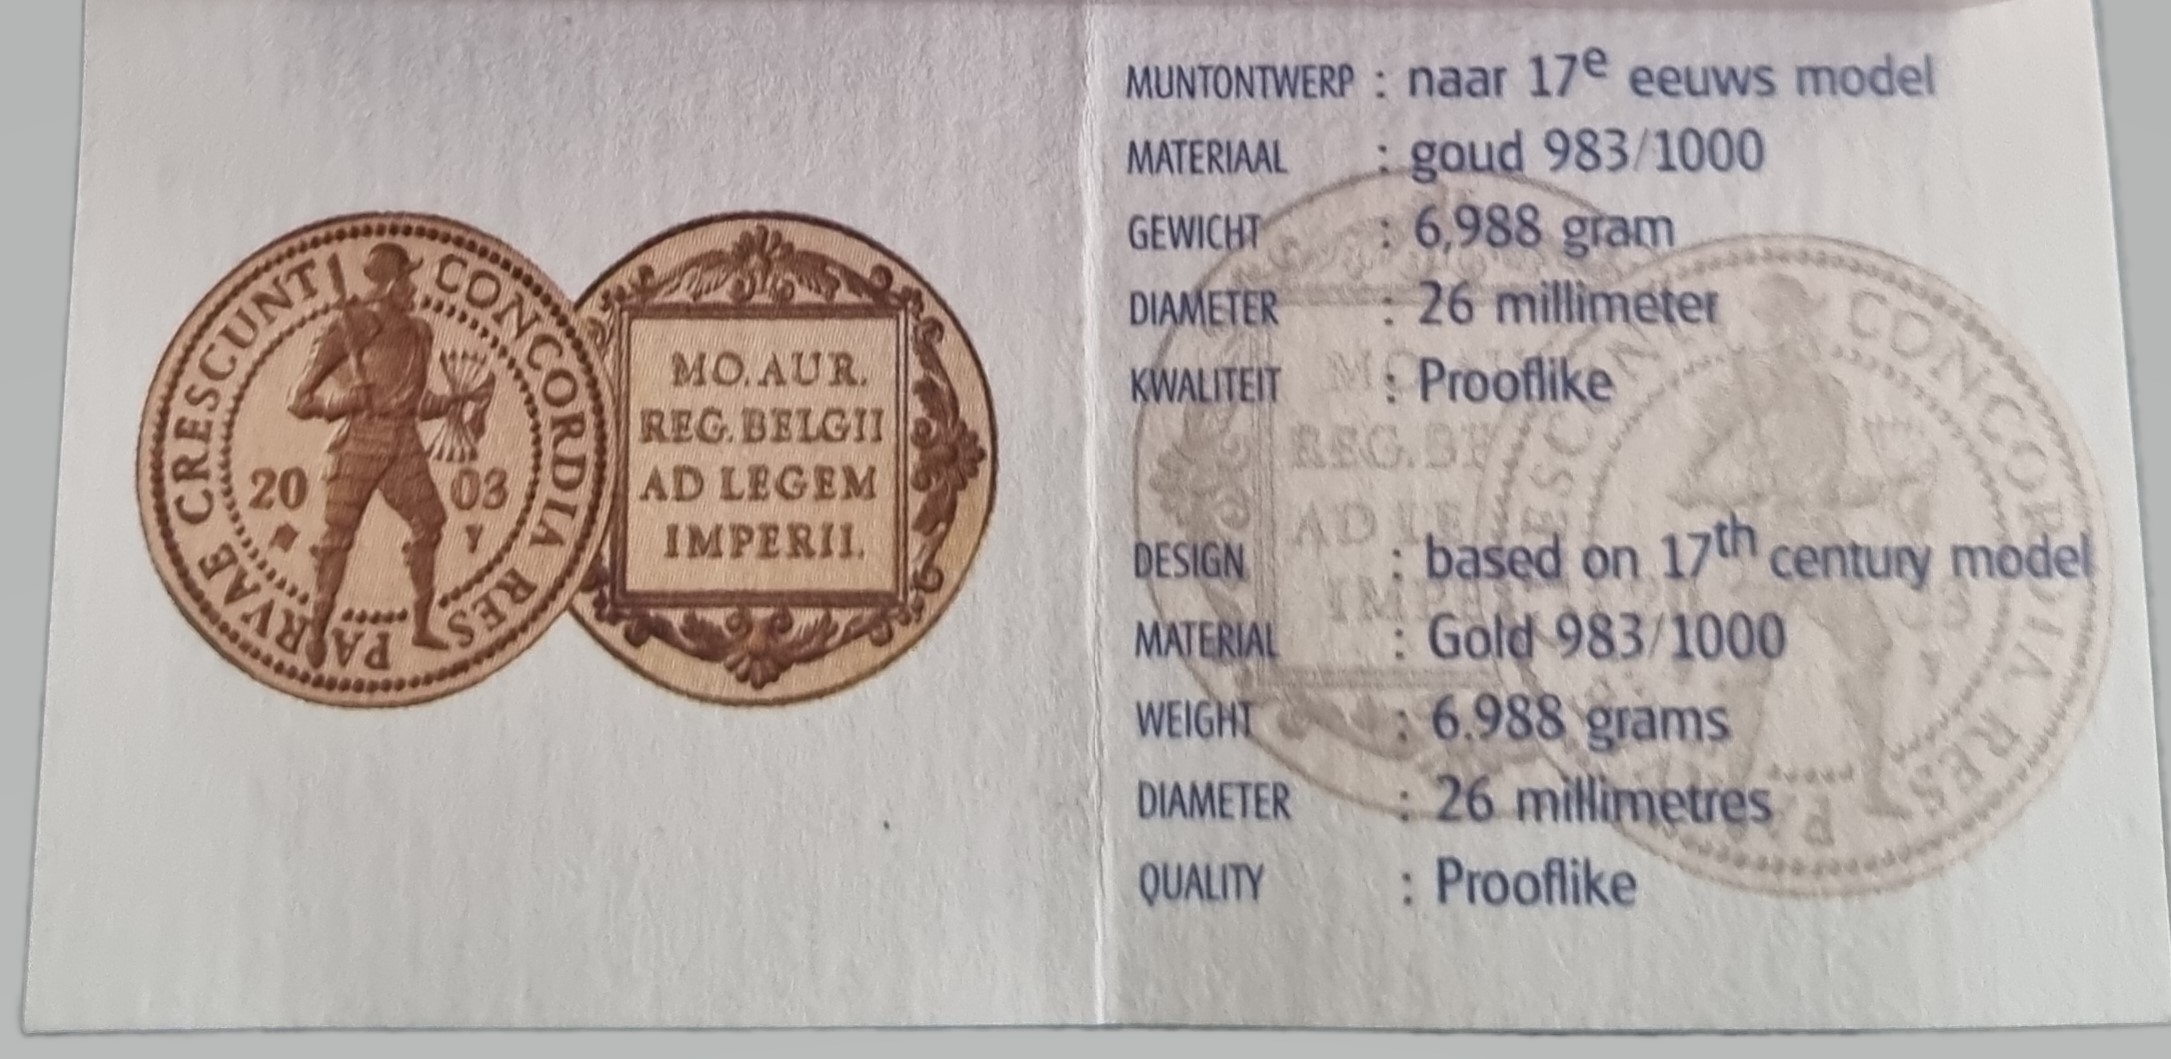 PARVAE CRESCUNT CONCORDIA RES
20 03
MO. AUR.
REG. BELGII
AD LEGEM
IMPERII.
MUNTONTWERP : naar 17e eeuws model
MATERIAAL : goud 983/1000
GEWICHT : 6,988 gram
DIAMETER : 26 millimeter
KWALITEIT : Prooflike
DESIGN : based on 17th century model
MATERIAL : Gold 983/1000
WEIGHT : 6.988 grams
DIAMETER : 26 millimetres
QUALITY : Prooflike